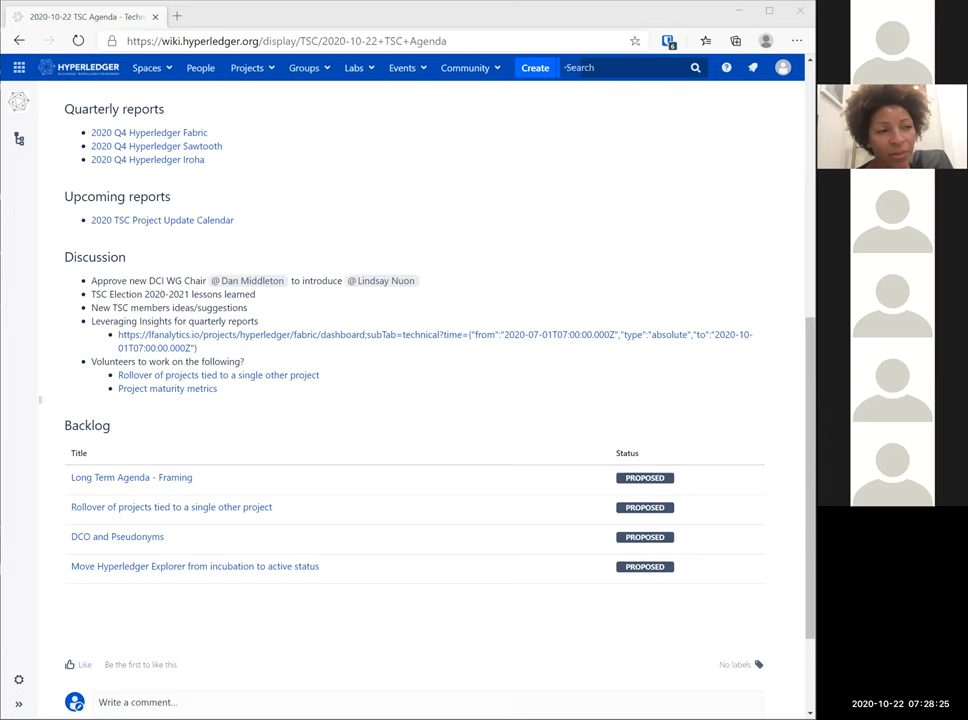 2020-10-22 TSC Agenda - Techn
https://wiki.hyperledger.org/display/TSC/2020-10-22+TSC+Agenda
HYPERLEDGER Spaces People Projects Groups Labs Events Community Create Search
Quarterly reports
2020 Q4 Hyperledger Fabric
2020 Q4 Hyperledger Sawtooth
2020 Q4 Hyperledger Iroha
Upcoming reports
2020 TSC Project Update Calendar
Discussion
Approve new DCI WG Chair @Dan Middleton to introduce @Lindsay Nuon
TSC Election 2020-2021 lessons learned
New TSC members ideas/suggestions
Leveraging Insights for quarterly reports
https://lfanalytics.io/projects/hyperledger/fabric/dashboard;subTab=technical?time={"from":"2020-07-01T07:00:00.000Z","type":"absolute","to":"2020-10-
01T07:00:00.000Z"}
Volunteers to work on the following?
Rollover of projects tied to a single other project
Project maturity metrics
Backlog
Title Status
Long Term Agenda - Framing PROPOSED
Rollover of projects tied to a single other project PROPOSED
DCO and Pseudonyms PROPOSED
Move Hyperledger Explorer from incubation to active status PROPOSED
Like Be the first to like this No labels
Write a comment...
2020-10-22 07:28:25